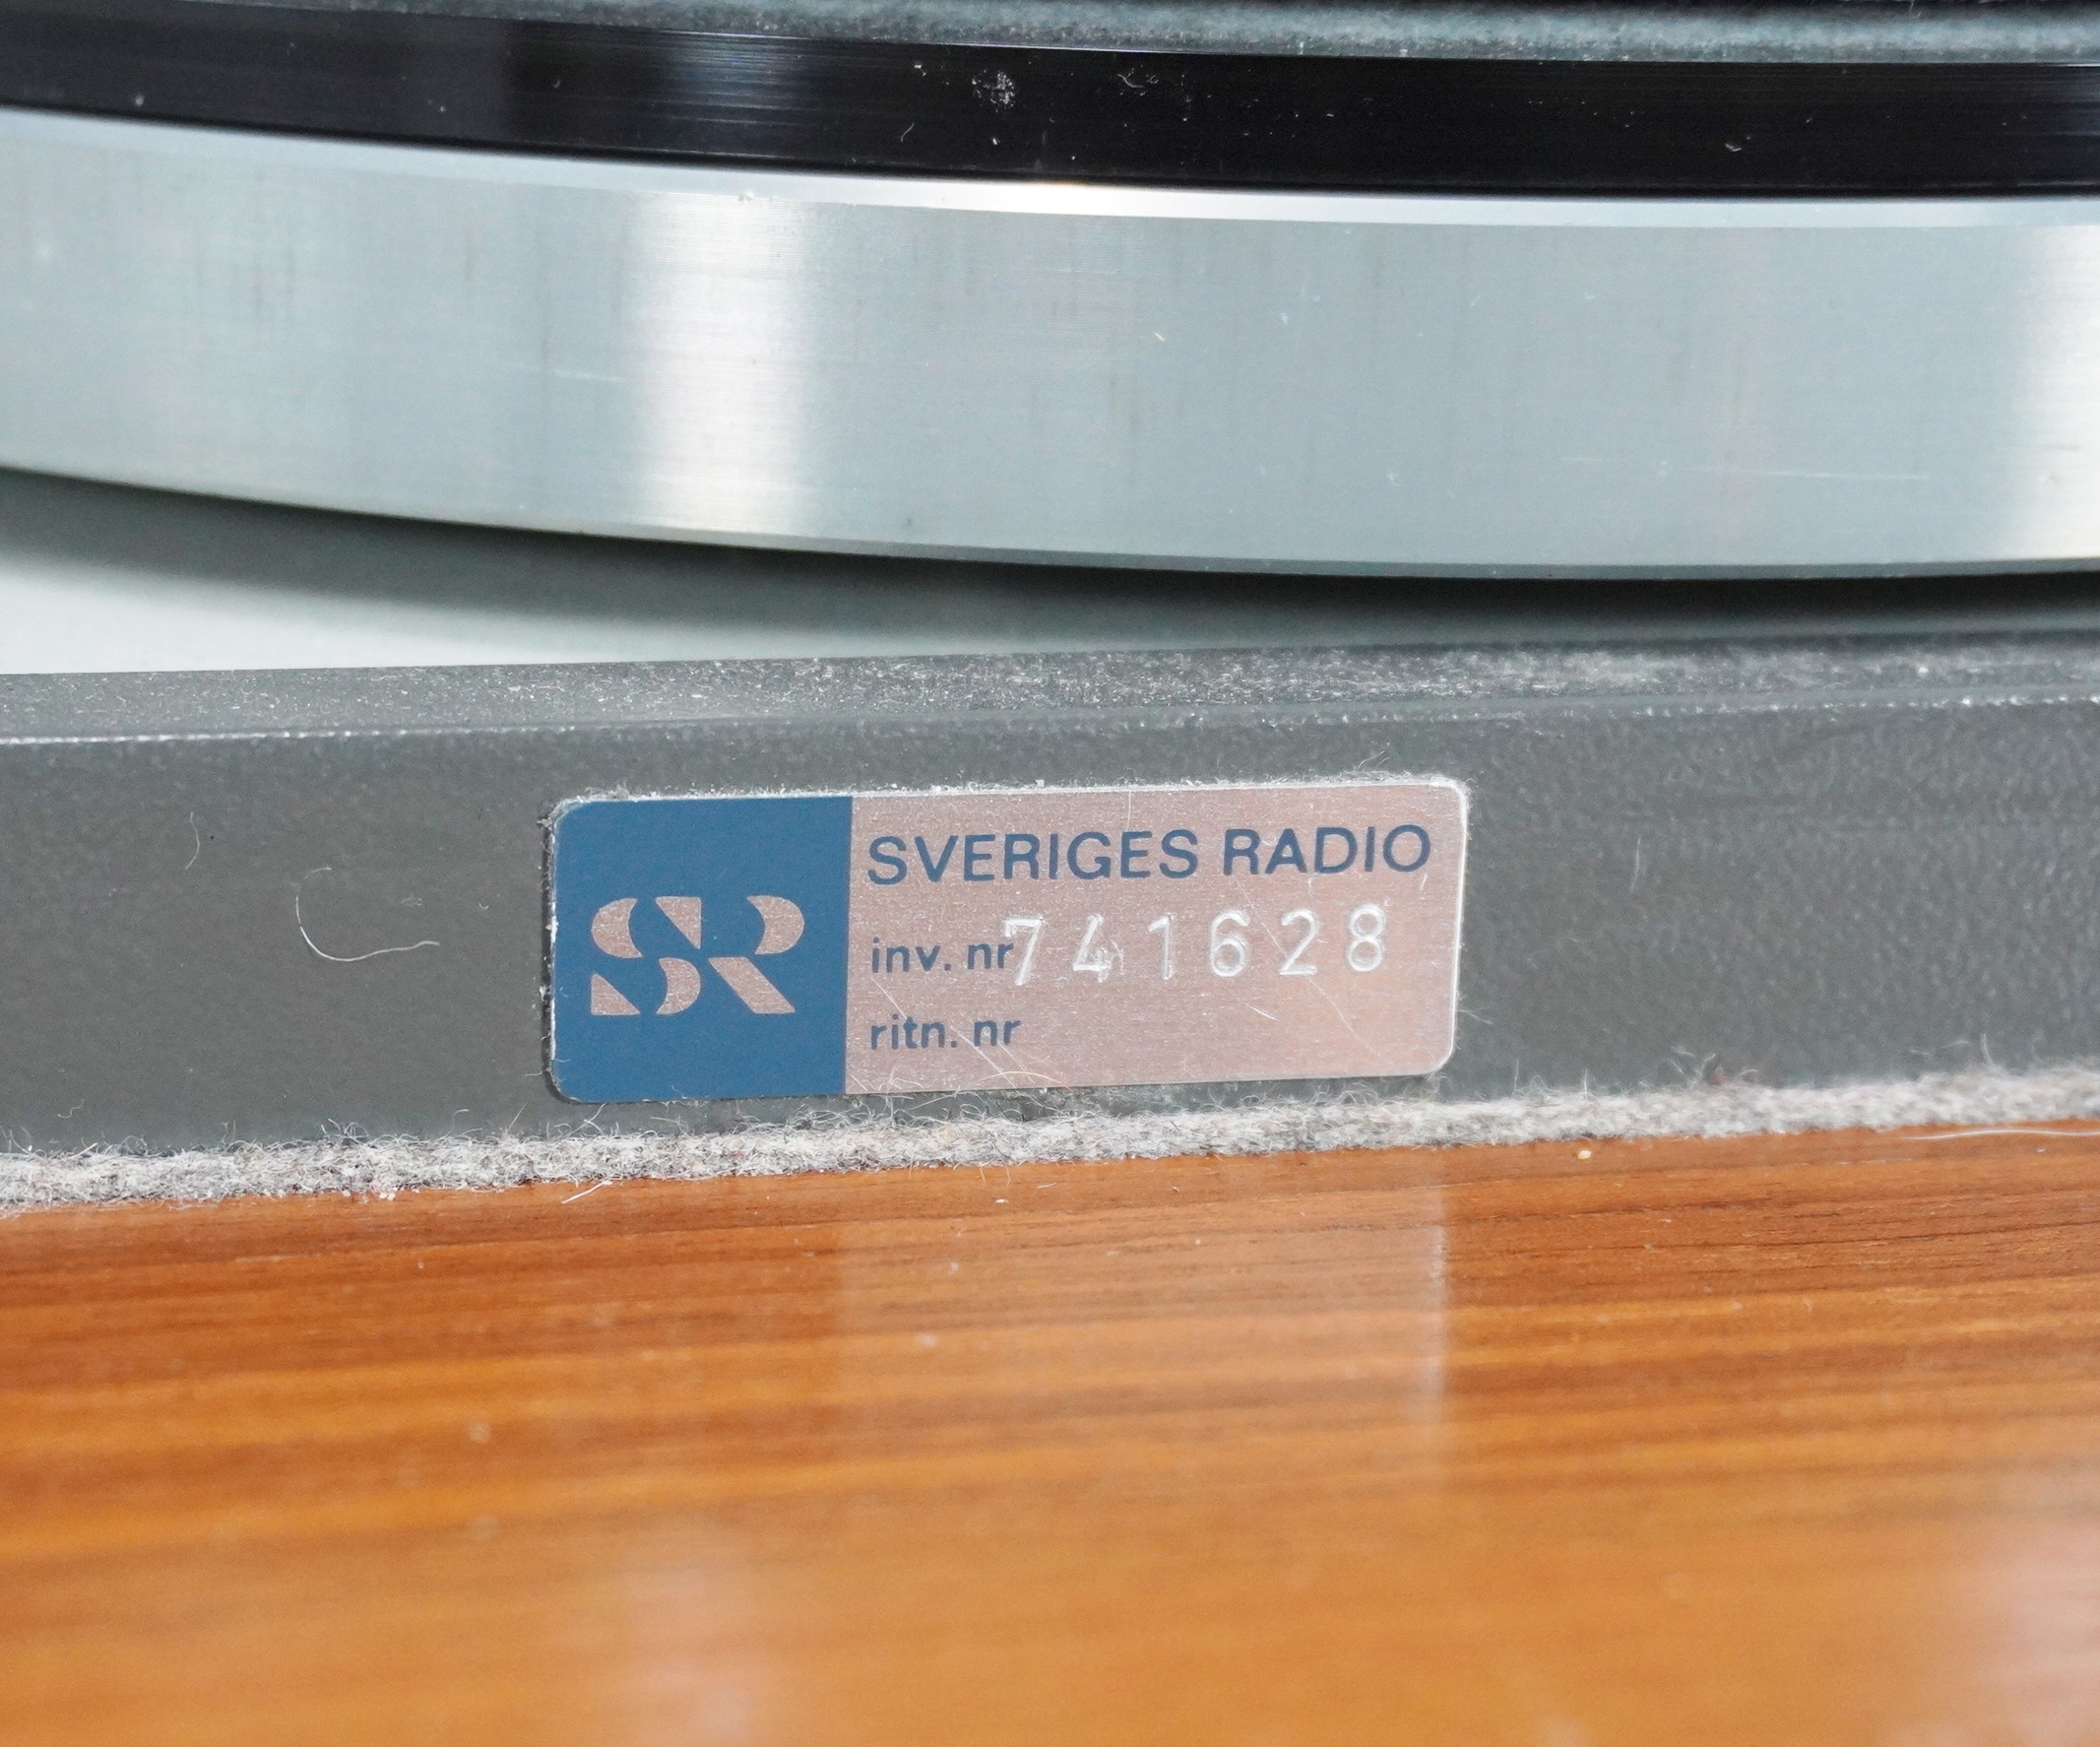 SR
SVERIGES RADIO
inv. nr 741628
ritn. nr